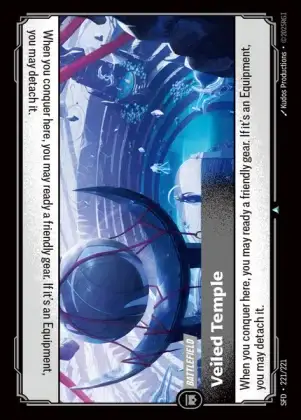 When you conquer here, you may ready a friendly gear. If it's an Equipment,
you may detach it.
BATTLEFIELD
Veiled Temple
When you conquer here, you may ready a friendly gear. If it's an Equipment,
you may detach it.
SFD • 221/221
Kudos Productions • ©2025RGI